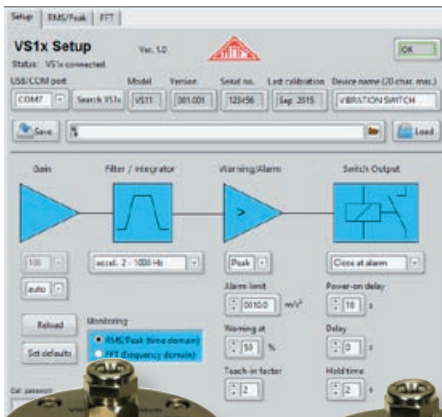 Setup RMS/Peak FFT
VS1x Setup Ver. 1.0 OK
Status: VS1x connected
USB/COM port Model Version Serial no. Last calibration Device name (20 char. max.)
COM7 Search VS1x VS11 001.001 123456 Sep 2015 VIBRATION SWITCH
Save Load
Gain Filter / integrator Warning/Alarm Switch Output
>
100 accel. 2 - 1000 Hz Peak Close at alarm
auto Alarm limit Power-on delay
0010.0 m/s² 10 s
Reload Monitoring Warning at Delay
RMS/Peak (time domain) 50 % 0 s
Set defaults FFT (frequency domain) Teach-in factor Hold time
2 2 s
Cal. password